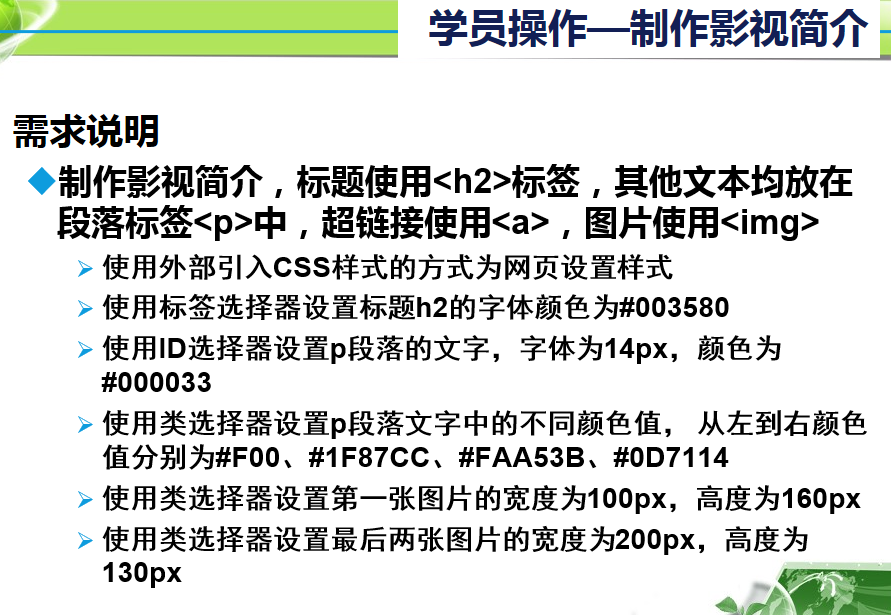 学员操作—制作影视简介
需求说明
制作影视简介，标题使用<h2>标签，其他文本均放在
段落标签<p>中，超链接使用<a>，图片使用<img>
使用外部引入CSS样式的方式为网页设置样式
使用标签选择器设置标题h2的字体颜色为#003580
使用ID选择器设置p段落的文字，字体为14px，颜色为
#000033
使用类选择器设置p段落文字中的不同颜色值， 从左到右颜色
值分别为#F00、#1F87CC、#FAA53B、#0D7114
使用类选择器设置第一张图片的宽度为100px，高度为160px
使用类选择器设置最后两张图片的宽度为200px，高度为
130px